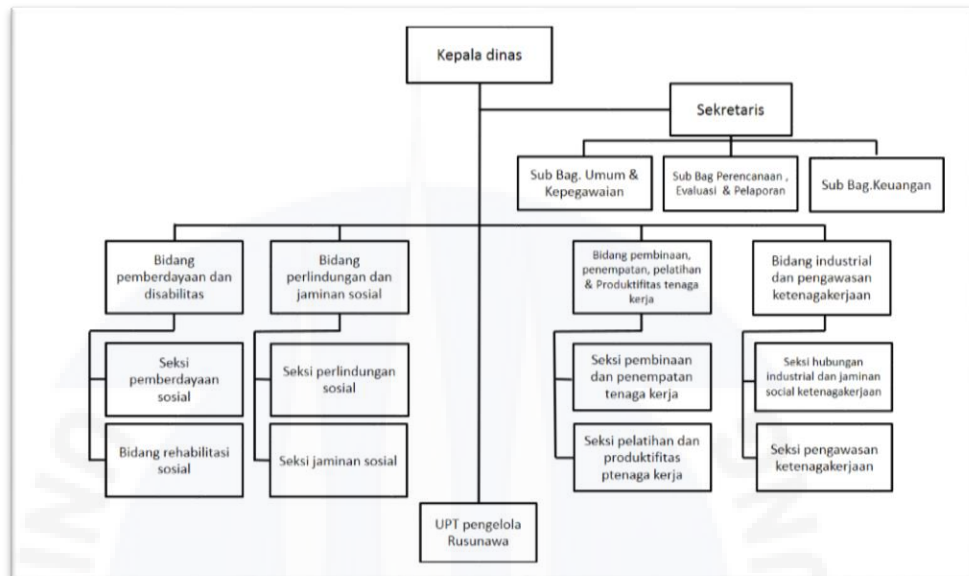 Kepala dinas
Sekretaris
Sub Bag. Umum &
Kepegawaian
Sub Bag Perencanaan ,
Evaluasi & Pelaporan
Sub Bag.Keuangan
Bidang
pemberdayaan dan
disabilitas
Bidang
perlindungan dan
jaminan sosial
Bidang pembinaan,
penempatan, pelatihan
& Produktifitas tenaga
kerja
Bidang industrial
dan pengawasan
ketenagakerjaan
Seksi
pemberdayaan
sosial
Seksi perlindungan
sosial
Seksi pembinaan
dan penempatan
tenaga kerja
Seksi hubungan
industrial dan jaminan
social ketenagakerjaan
Bidang rehabilitasi
sosial
Seksi jaminan sosial
Seksi pelatihan dan
produktifitas
ptenaga kerja
Seksi pengawasan
ketenagakerjaan
UPT pengelola
Rusunawa